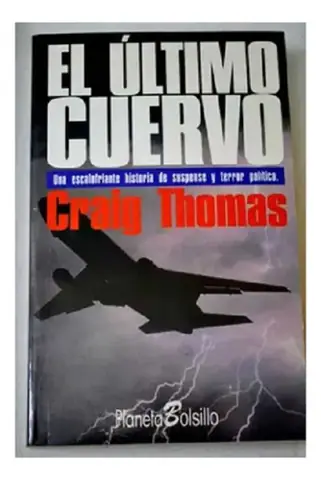 EL ÚLTIMO
CUERVO
Una escalofriante historia de suspense y terror político.
Craig Thomas
Planeta Bolsillo